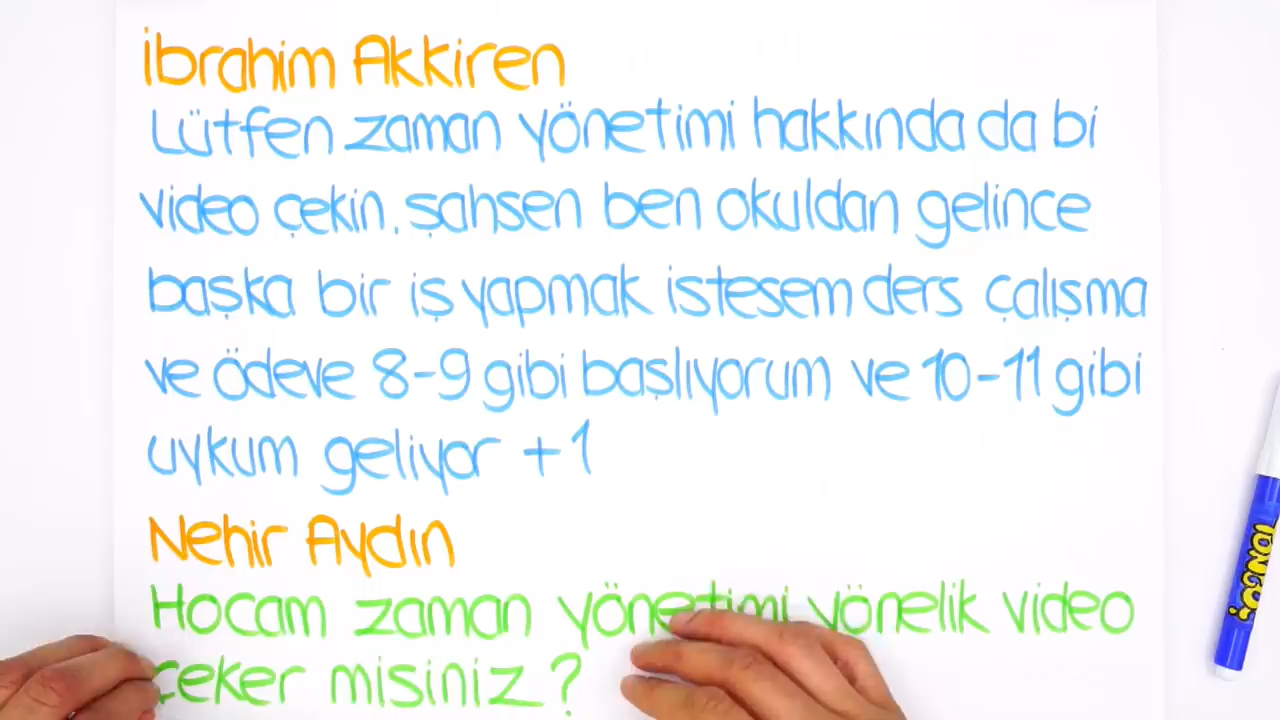 İbrahim Akkiren
Lütfen zaman yönetimi hakkında da bi
video çekin. şahsen ben okuldan gelince
başka bir iş yapmak istesem ders çalışma
ve ödeve 8-9 gibi başlıyorum ve 10-11 gibi
uykum geliyor +1
Nehir Aydın
Hocam zaman yönetimi yönelik video
çeker misiniz?
TONGUÇ